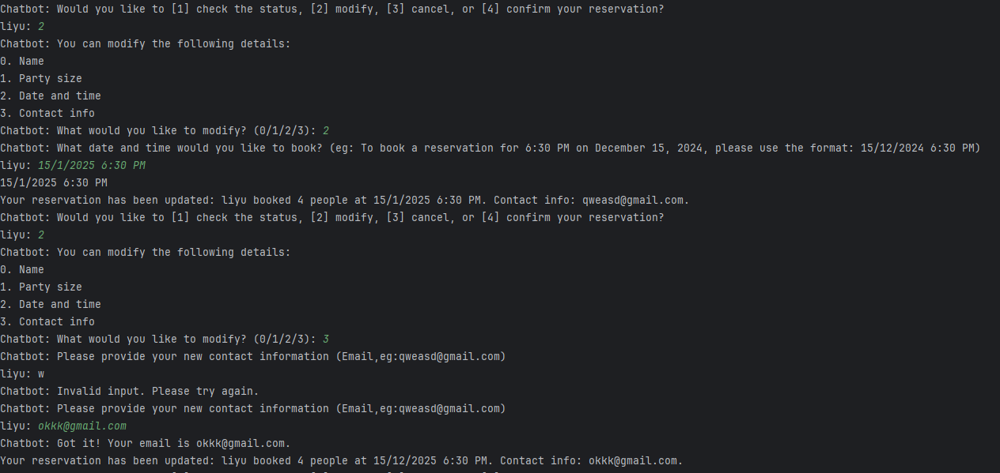 Chatbot: Would you like to [1] check the status, [2] modify, [3] cancel, or [4] confirm your reservation?
liyu: 2
Chatbot: You can modify the following details:
0. Name
1. Party size
2. Date and time
3. Contact info
Chatbot: What would you like to modify? (0/1/2/3): 2
Chatbot: What date and time would you like to book? (eg: To book a reservation for 6:30 PM on December 15, 2024, please use the format: 15/12/2024 6:30 PM)
liyu: 15/1/2025 6:30 PM
15/1/2025 6:30 PM
Your reservation has been updated: liyu booked 4 people at 15/1/2025 6:30 PM. Contact info: qweasd@gmail.com.
Chatbot: Would you like to [1] check the status, [2] modify, [3] cancel, or [4] confirm your reservation?
liyu: 2
Chatbot: You can modify the following details:
0. Name
1. Party size
2. Date and time
3. Contact info
Chatbot: What would you like to modify? (0/1/2/3): 3
Chatbot: Please provide your new contact information (Email,eg:qweasd@gmail.com)
liyu: w
Chatbot: Invalid input. Please try again.
Chatbot: Please provide your new contact information (Email,eg:qweasd@gmail.com)
liyu: okkk@gmail.com
Chatbot: Got it! Your email is okkk@gmail.com.
Your reservation has been updated: liyu booked 4 people at 15/12/2025 6:30 PM. Contact info: okkk@gmail.com.